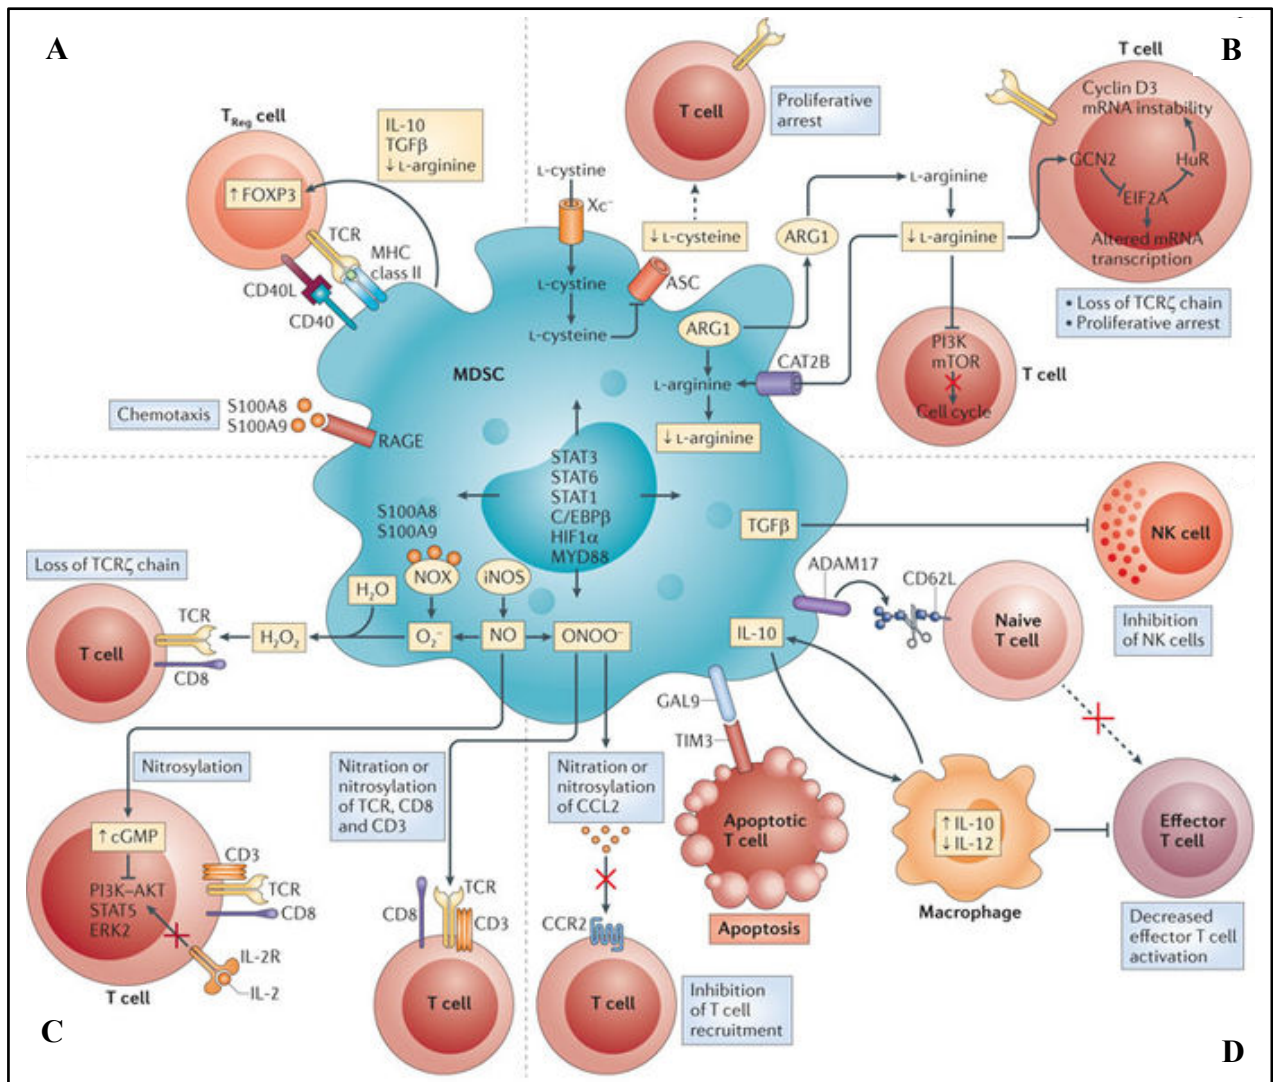 A
B
T cell
Cyclin D3
mRNA instability
GCN2
HuR
EIF2A
Altered mRNA
transcription
• Loss of TCRζ chain
• Proliferative arrest
T cell
Proliferative
arrest
TReg cell
↑ FOXP3
IL-10
TGFβ
↓ L-arginine
TCR
MHC
class II
CD40L
CD40
L-cystine
Xc⁻
L-cystine
L-cysteine
↓ L-cysteine
ASC
ARG1
ARG1
L-arginine
↓ L-arginine
L-arginine
↓ L-arginine
CAT2B
PI3K
mTOR
Cell cycle
T cell
MDSC
Chemotaxis
S100A8
S100A9
RAGE
STAT3
STAT6
STAT1
C/EBPβ
HIF1α
MYD88
S100A8
S100A9
NOX
iNOS
H₂O
H₂O₂
O₂⁻
NO
ONOO⁻
Loss of TCRζ chain
T cell
TCR
CD8
TGFβ
NK cell
Inhibition
of NK cells
ADAM17
CD62L
Naive
T cell
IL-10
GAL9
TIM3
Apoptotic
T cell
Apoptosis
↑ IL-10
↓ IL-12
Macrophage
Effector
T cell
Decreased
effector T cell
activation
Nitrosylation
↑ cGMP
PI3K–AKT
STAT5
ERK2
CD3
TCR
CD8
IL-2R
IL-2
T cell
Nitration or
nitrosylation
of TCR, CD8
and CD3
CD8
TCR
CD3
T cell
Nitration or
nitrosylation
of CCL2
CCR2
T cell
Inhibition
of T cell
recruitment
C
D